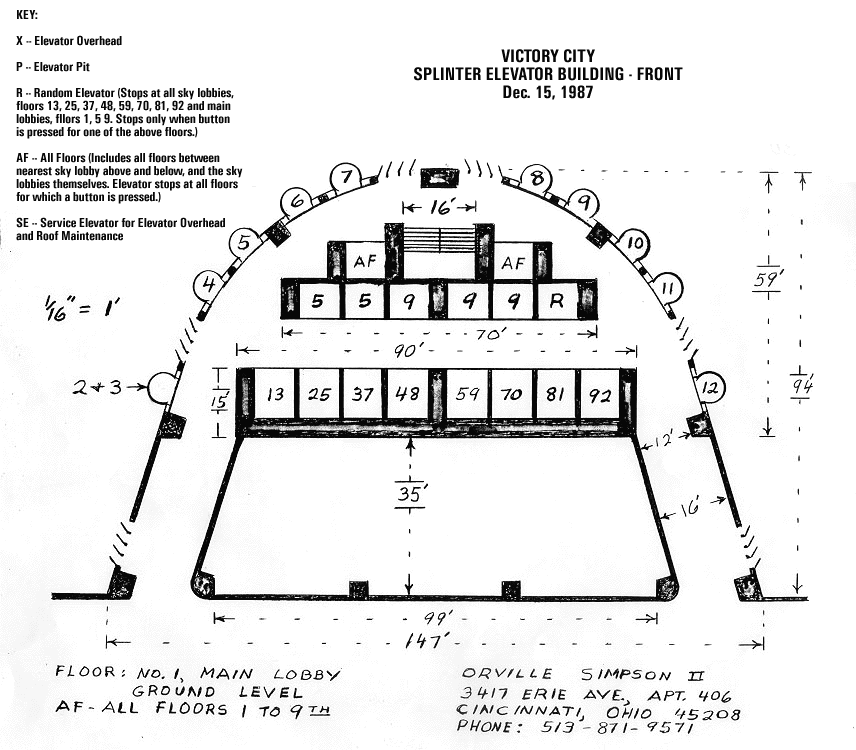 KEY:
X -- Elevator Overhead
P -- Elevator Pit
R -- Random Elevator (Stops at all sky lobbies,
floors 13, 25, 37, 48, 59, 70, 81, 92 and main
lobbies, fllors 1, 5 9. Stops only when button
is pressed for one of the above floors.)
AF -- All Floors (Includes all floors between
nearest sky lobby above and below, and the sky
lobbies themselves. Elevator stops at all floors
for which a button is pressed.)
SE -- Service Elevator for Elevator Overhead
and Roof Maintenance
VICTORY CITY
SPLINTER ELEVATOR BUILDING - FRONT
Dec. 15, 1987
7 8
6 9
16'
5 10
AF AF
4 11
59'
1/16" = 1'
5 5 9 9 9 R
70'
90'
2 & 3 12
94'
15' 13 25 37 48 59 70 81 92
12'
35'
16'
99'
147'
FLOOR: NO. 1, MAIN LOBBY
GROUND LEVEL
AF - ALL FLOORS 1 TO 9TH
ORVILLE SIMPSON II
3417 ERIE AVE., APT. 406
CINCINNATI, OHIO 45208
PHONE: 513-871-9571